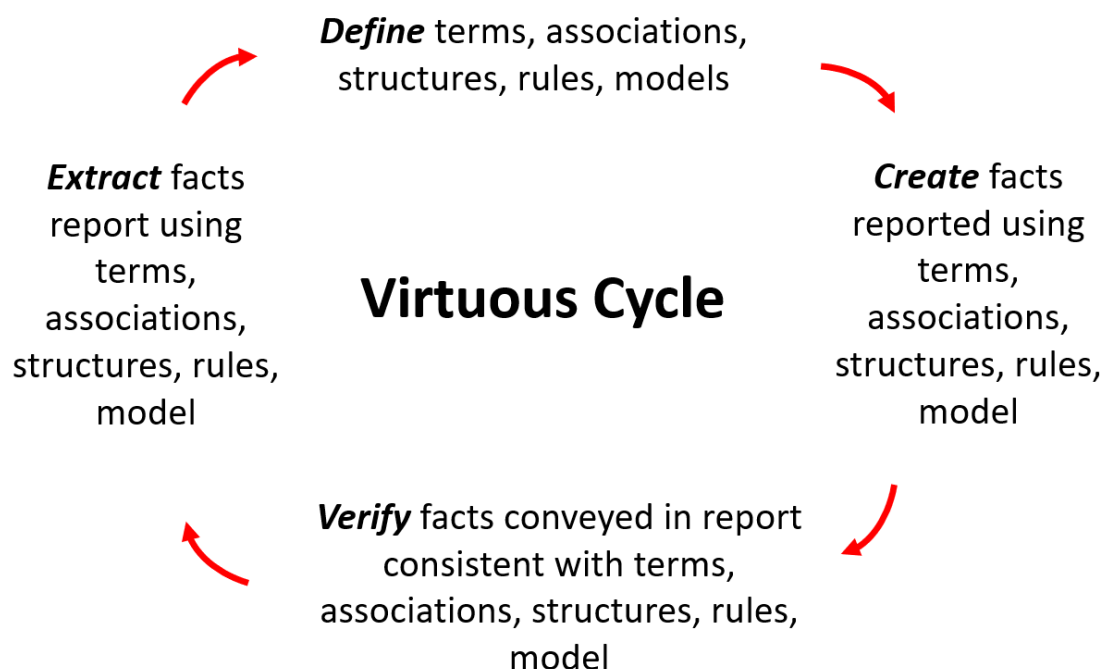 Define terms, associations,
structures, rules, models
Extract facts
report using
terms,
associations,
structures, rules,
model
Virtuous Cycle
Create facts
reported using
terms,
associations,
structures, rules,
model
Verify facts conveyed in report
consistent with terms,
associations, structures, rules,
model